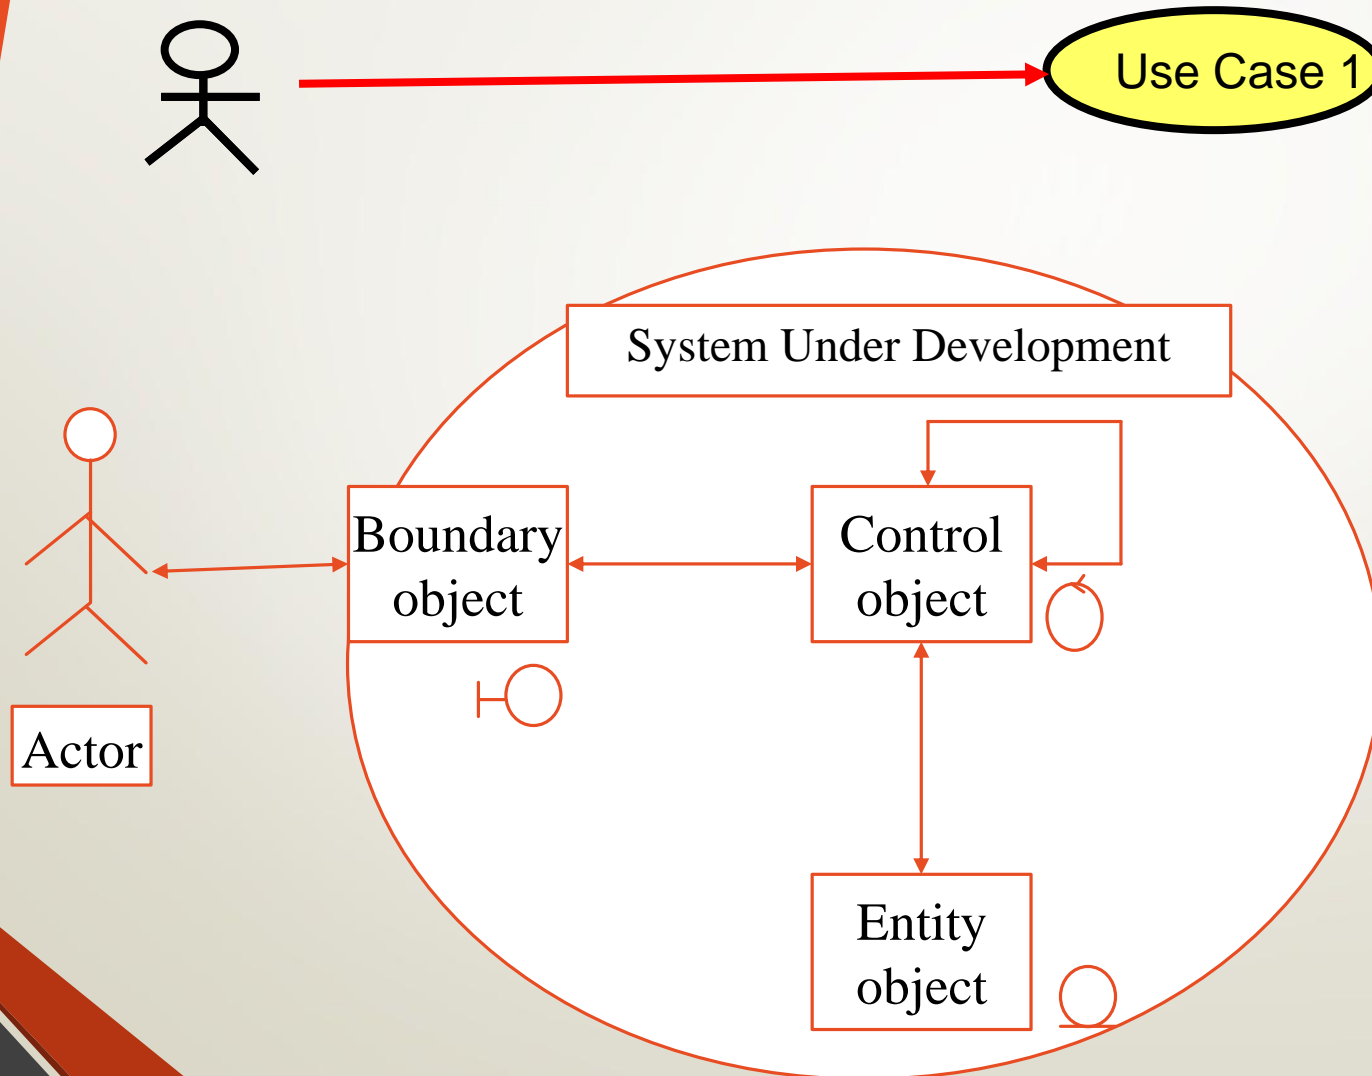 Use Case 1
System Under Development
Boundary
object
Control
object
Actor
Entity
object